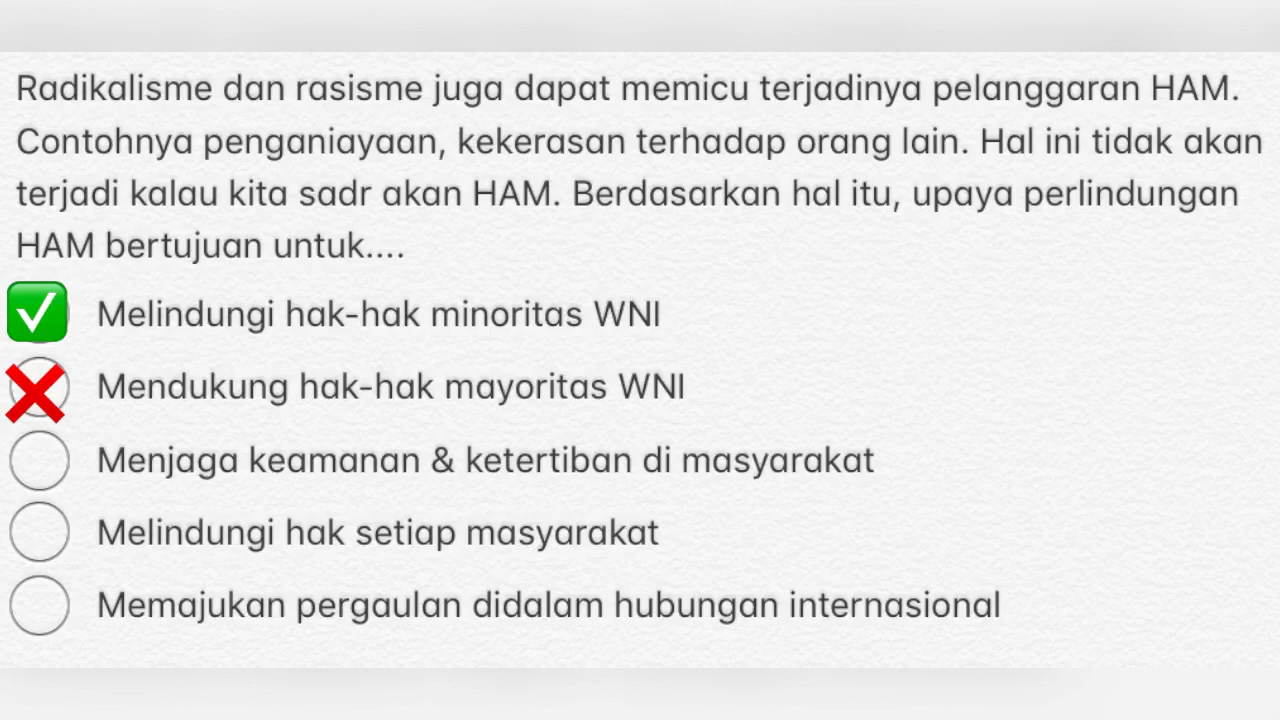 Radikalisme dan rasisme juga dapat memicu terjadinya pelanggaran HAM.
Contohnya penganiayaan, kekerasan terhadap orang lain. Hal ini tidak akan
terjadi kalau kita sadr akan HAM. Berdasarkan hal itu, upaya perlindungan
HAM bertujuan untuk....
Melindungi hak-hak minoritas WNI
Mendukung hak-hak mayoritas WNI
Menjaga keamanan & ketertiban di masyarakat
Melindungi hak setiap masyarakat
Memajukan pergaulan didalam hubungan internasional